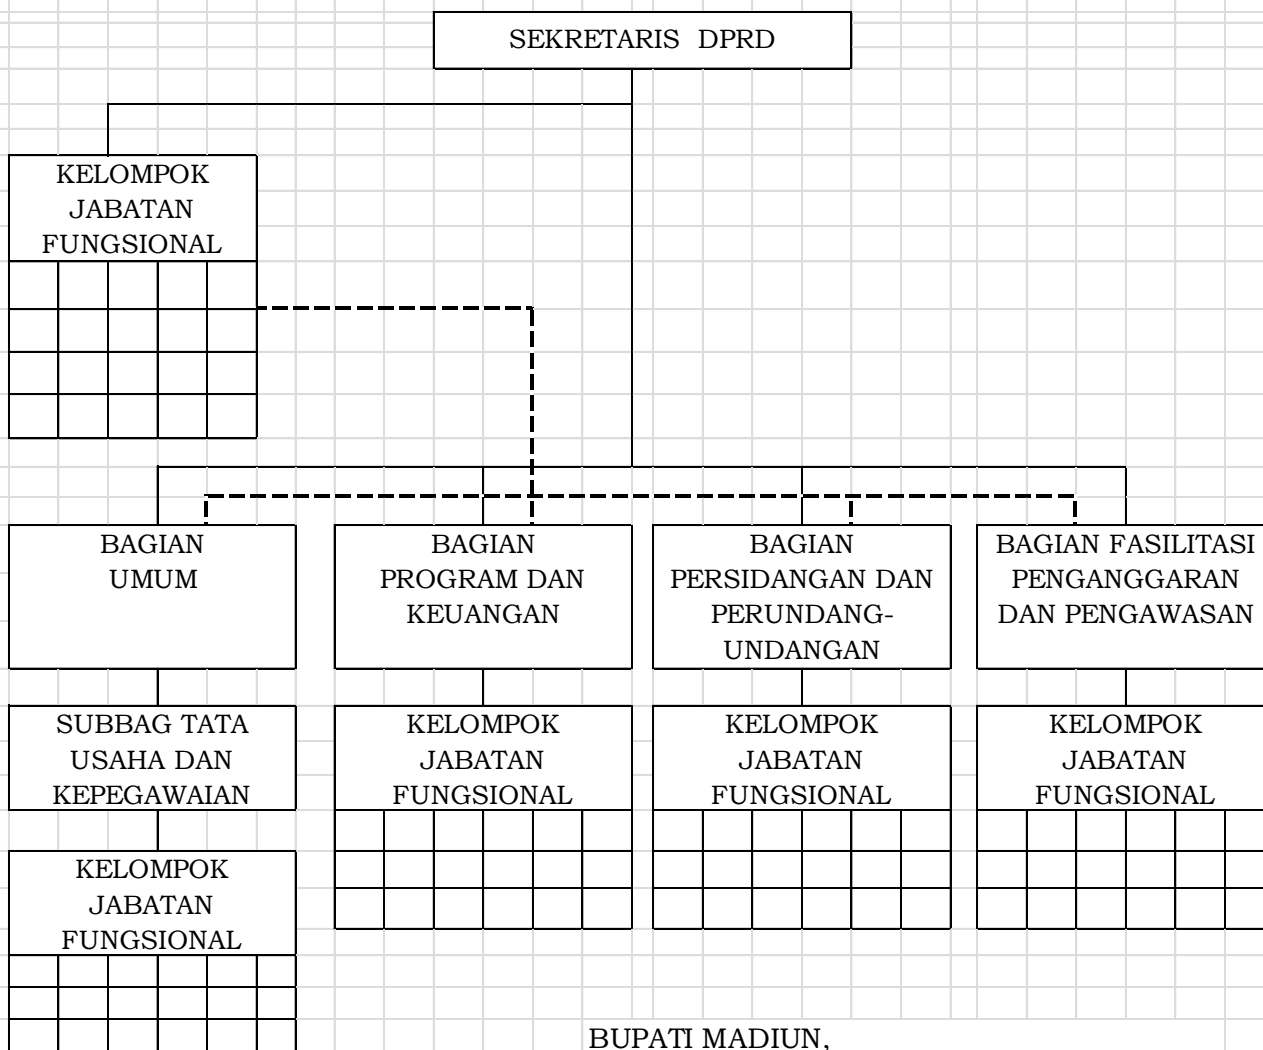 SEKRETARIS DPRD
KELOMPOK
JABATAN
FUNGSIONAL
BAGIAN
UMUM
BAGIAN
PROGRAM DAN
KEUANGAN
BAGIAN
PERSIDANGAN DAN
PERUNDANG-
UNDANGAN
BAGIAN FASILITASI
PENGANGGARAN
DAN PENGAWASAN
SUBBAG TATA
USAHA DAN
KEPEGAWAIAN
KELOMPOK
JABATAN
FUNGSIONAL
KELOMPOK
JABATAN
FUNGSIONAL
KELOMPOK
JABATAN
FUNGSIONAL
KELOMPOK
JABATAN
FUNGSIONAL
BUPATI MADIUN,